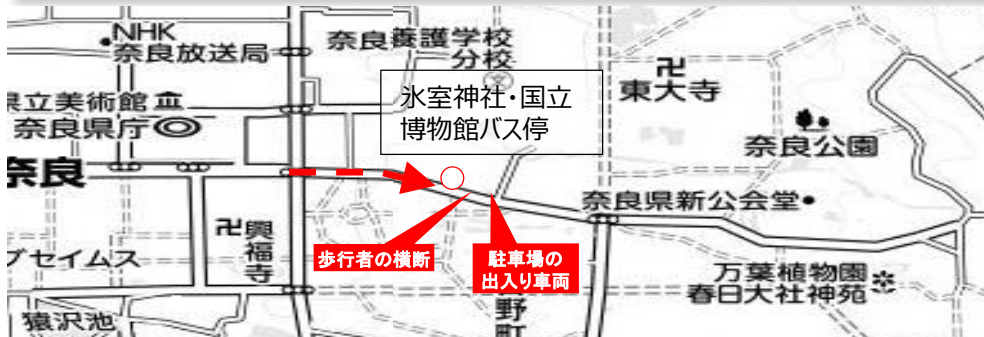 NHK
奈良放送局
奈良養護学校
分校
県立美術館
奈良県庁
奈良
氷室神社・国立
博物館バス停
東大寺
奈良公園
奈良県新公会堂
興福寺
歩行者の横断
駐車場の
出入り車両
プセイムス
万葉植物園
春日大社神苑
猿沢池
野
町